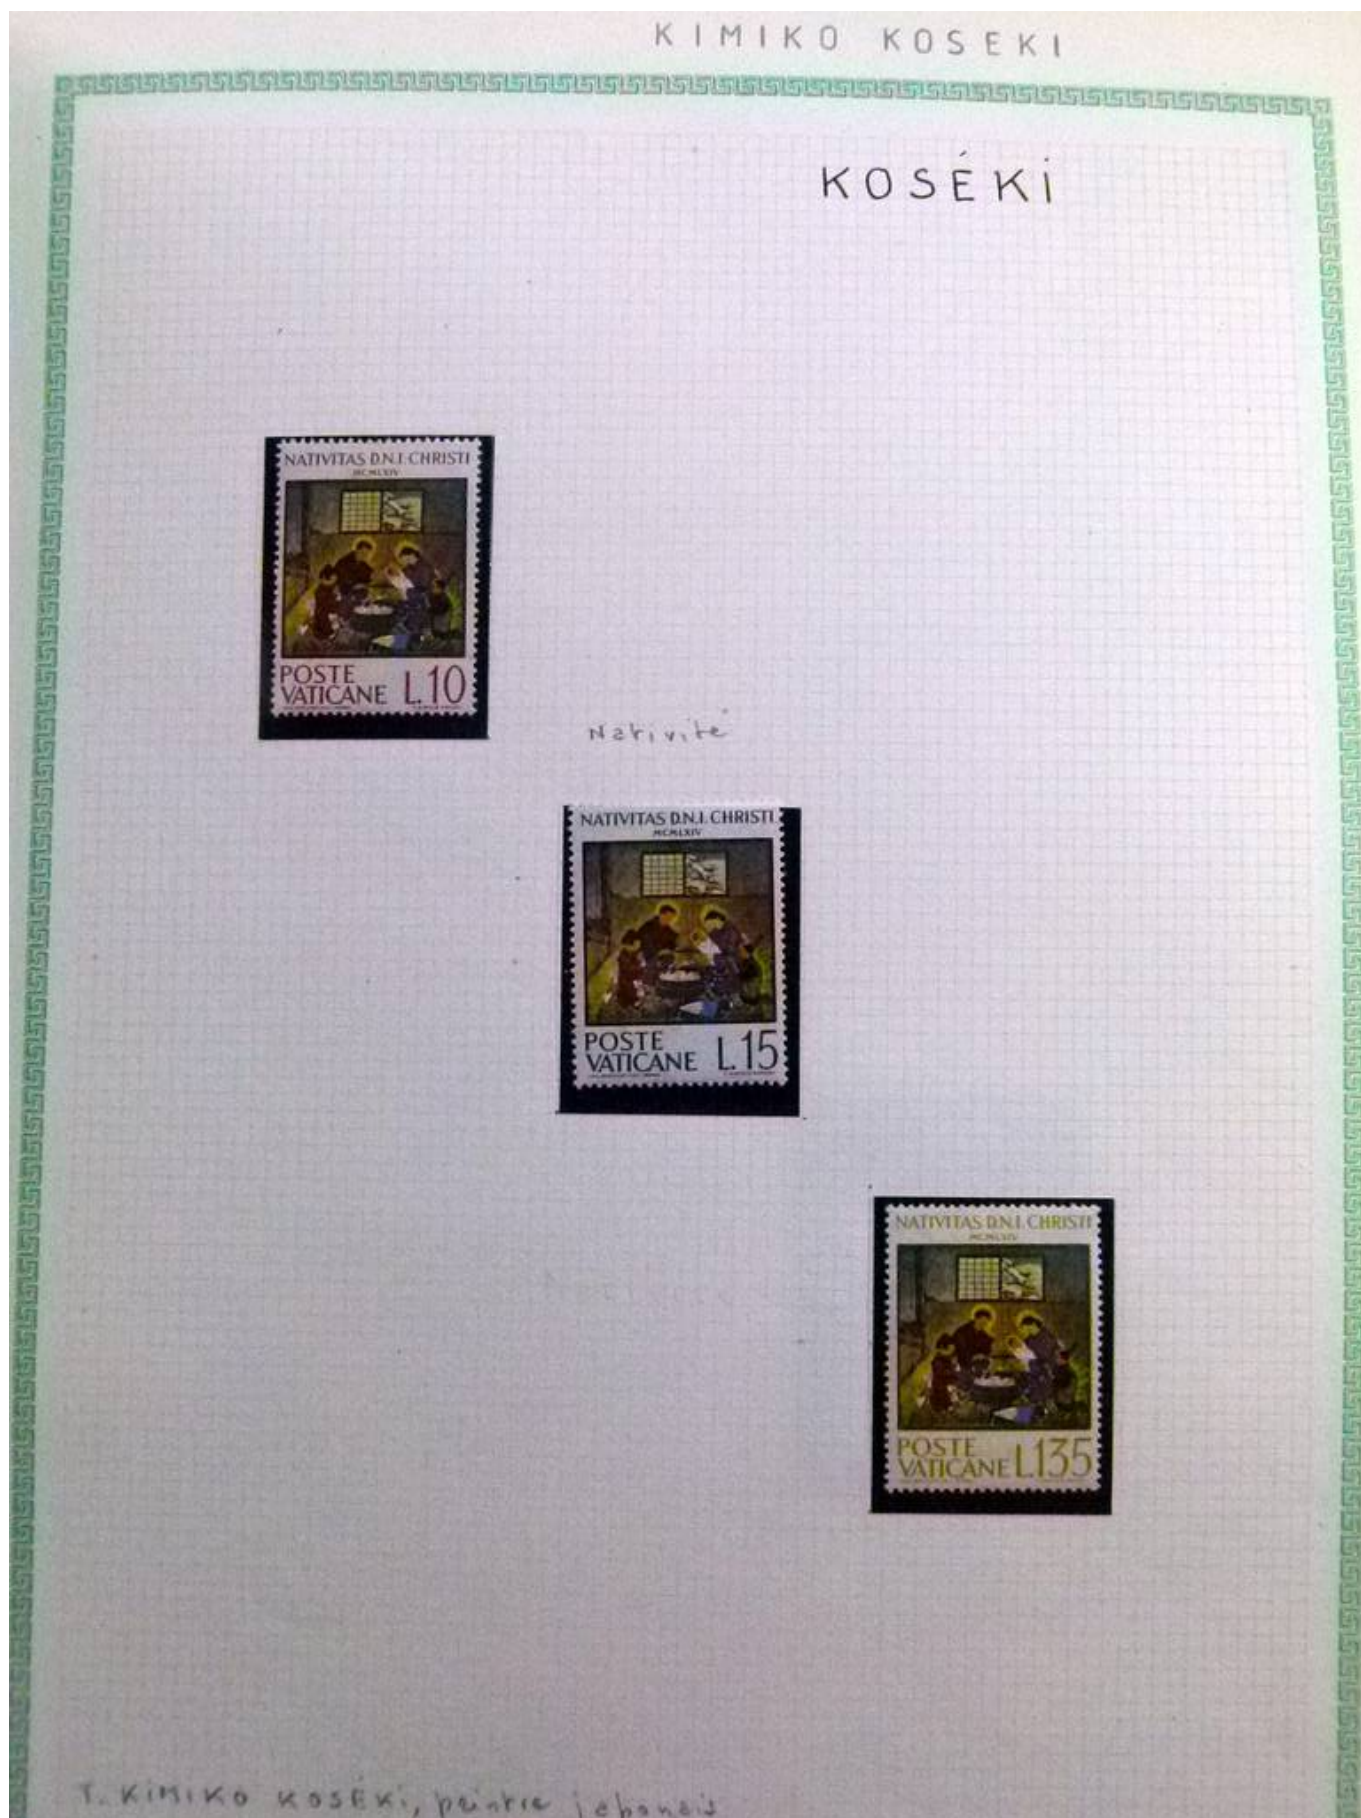 KIMIKO KOSEKI
KOSÉKi
NATIVITAS D.N.I. CHRISTI
MCMLXIV
POSTE
VATICANE L.10
Nativité
NATIVITAS D.N.I. CHRISTI
MCMLXIV
POSTE
VATICANE L.15
NATIVITAS D.N.I. CHRISTI
MCMLXIV
POSTE
VATICANE L.135
T. KiMiKO KOSÉKi, peintre japonais